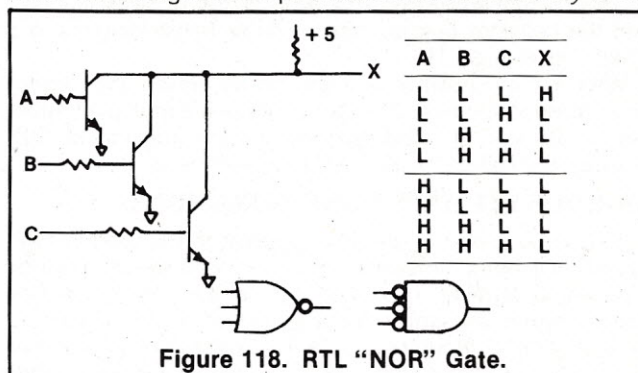 +5
X
A
B
C
A B C X
L L L H
L L H L
L H L L
L H H L
H L L L
H L H L
H H L L
H H H L
Figure 118. RTL “NOR” Gate.